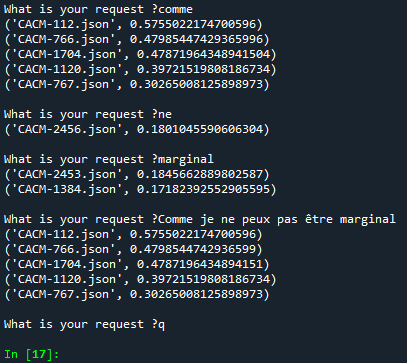 What is your request ?comme
('CACM-112.json', 0.5755022174700596)
('CACM-766.json', 0.47985447429365996)
('CACM-1704.json', 0.47871964348941504)
('CACM-1120.json', 0.39721519808186734)
('CACM-767.json', 0.30265008125898973)
What is your request ?ne
('CACM-2456.json', 0.1801045590606304)
What is your request ?marginal
('CACM-2453.json', 0.1845662889802587)
('CACM-1384.json', 0.17182392552905595)
What is your request ?Comme je ne peux pas être marginal
('CACM-112.json', 0.5755022174700596)
('CACM-766.json', 0.4798544742936599)
('CACM-1704.json', 0.4787196434894151)
('CACM-1120.json', 0.39721519808186734)
('CACM-767.json', 0.30265008125898973)
What is your request ?q
In [17]: